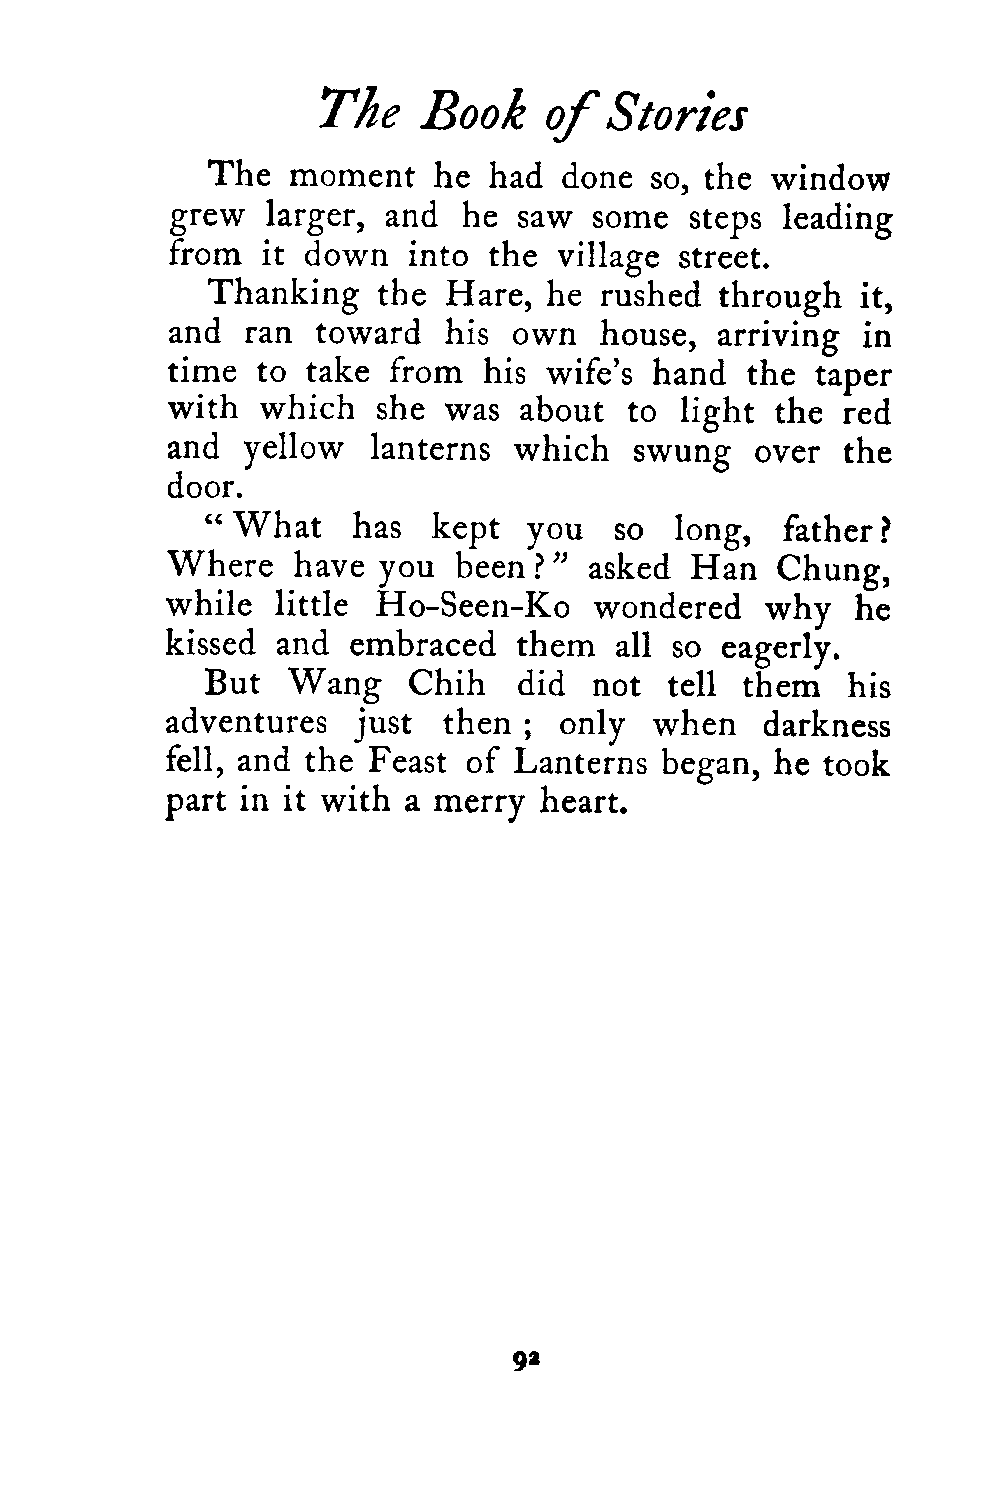 The Book of Stories
The moment he had done so, the window
grew larger, and he saw some steps leading
from it down into the village street.
Thanking the Hare, he rushed through it,
and ran toward his own house, arriving in
time to take from his wife's hand the taper
with which she was about to light the red
and yellow lanterns which swung over the
door.
“ What has kept you so long, father ?
Where have you been ? ” asked Han Chung,
while little Ho-Seen-Ko wondered why he
kissed and embraced them all so eagerly.
But Wang Chih did not tell them his
adventures just then ; only when darkness
fell, and the Feast of Lanterns began, he took
part in it with a merry heart.
92